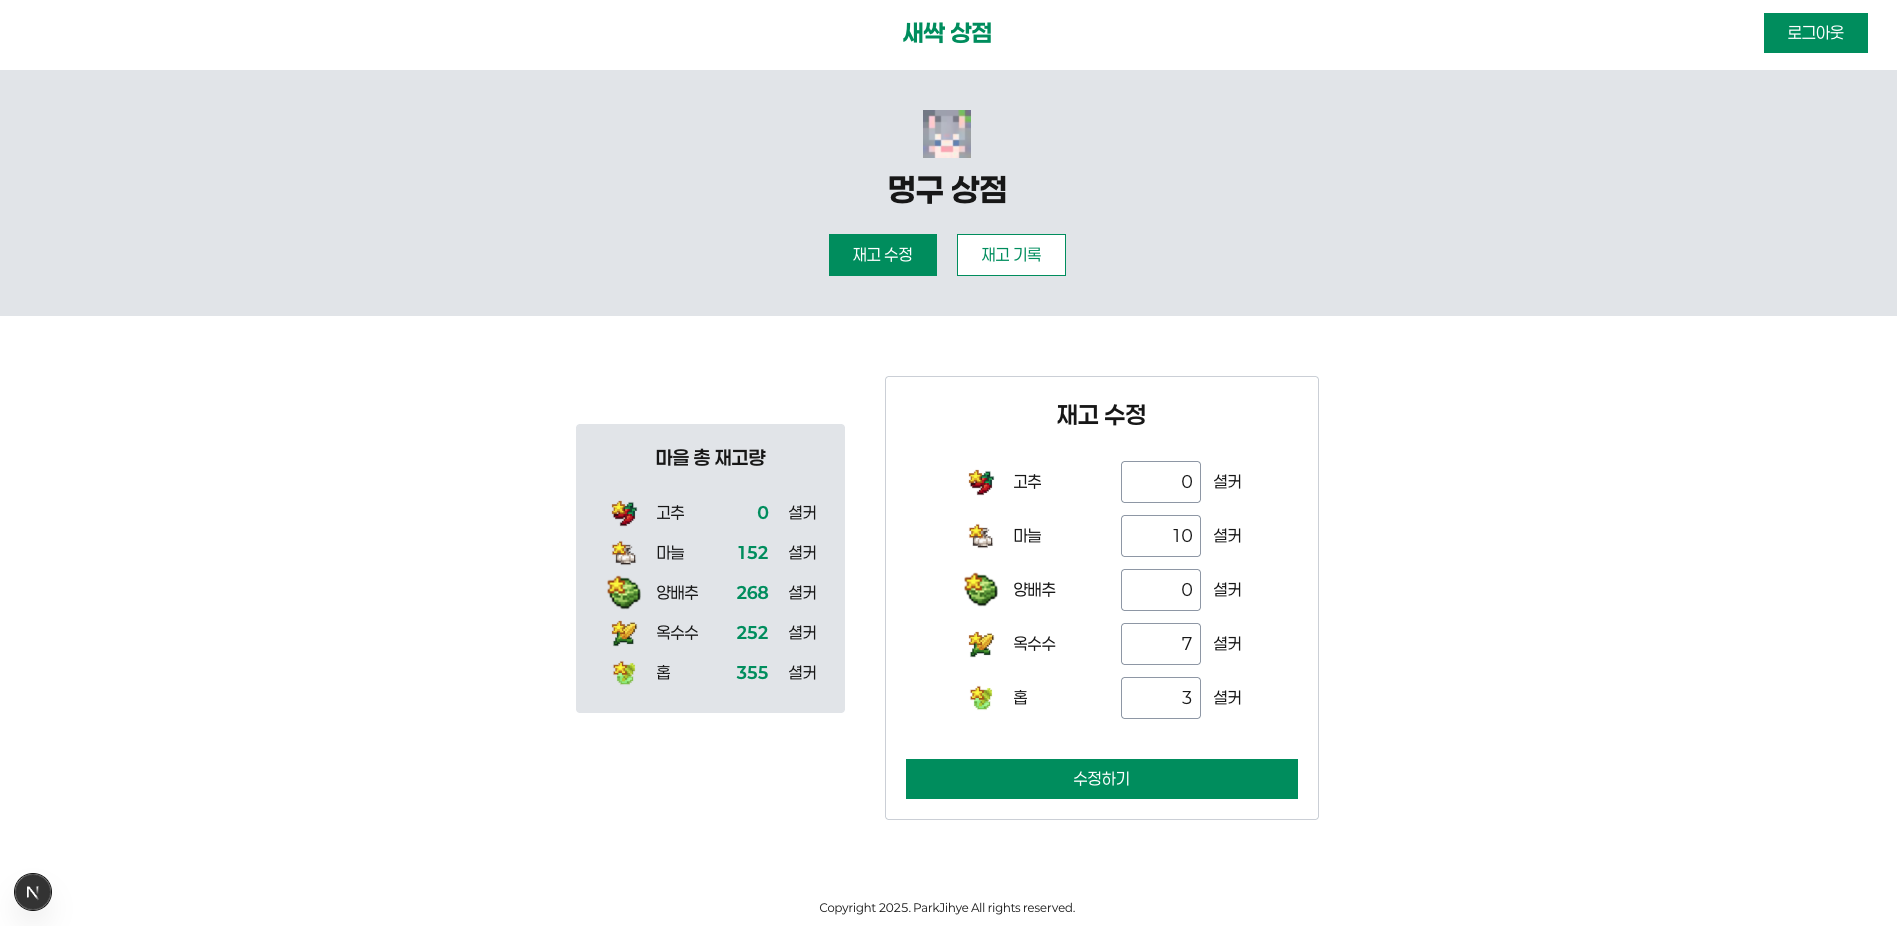 새싹 상점
로그아웃
멍구 상점
재고 수정
재고 기록
마을 총 재고량
고추 0 셜커
마늘 152 셜커
양배추 268 셜커
옥수수 252 셜커
홉 355 셜커
재고 수정
고추 0 셜커
마늘 10 셜커
양배추 0 셜커
옥수수 7 셜커
홉 3 셜커
수정하기
N
Copyright 2025. ParkJihye All rights reserved.